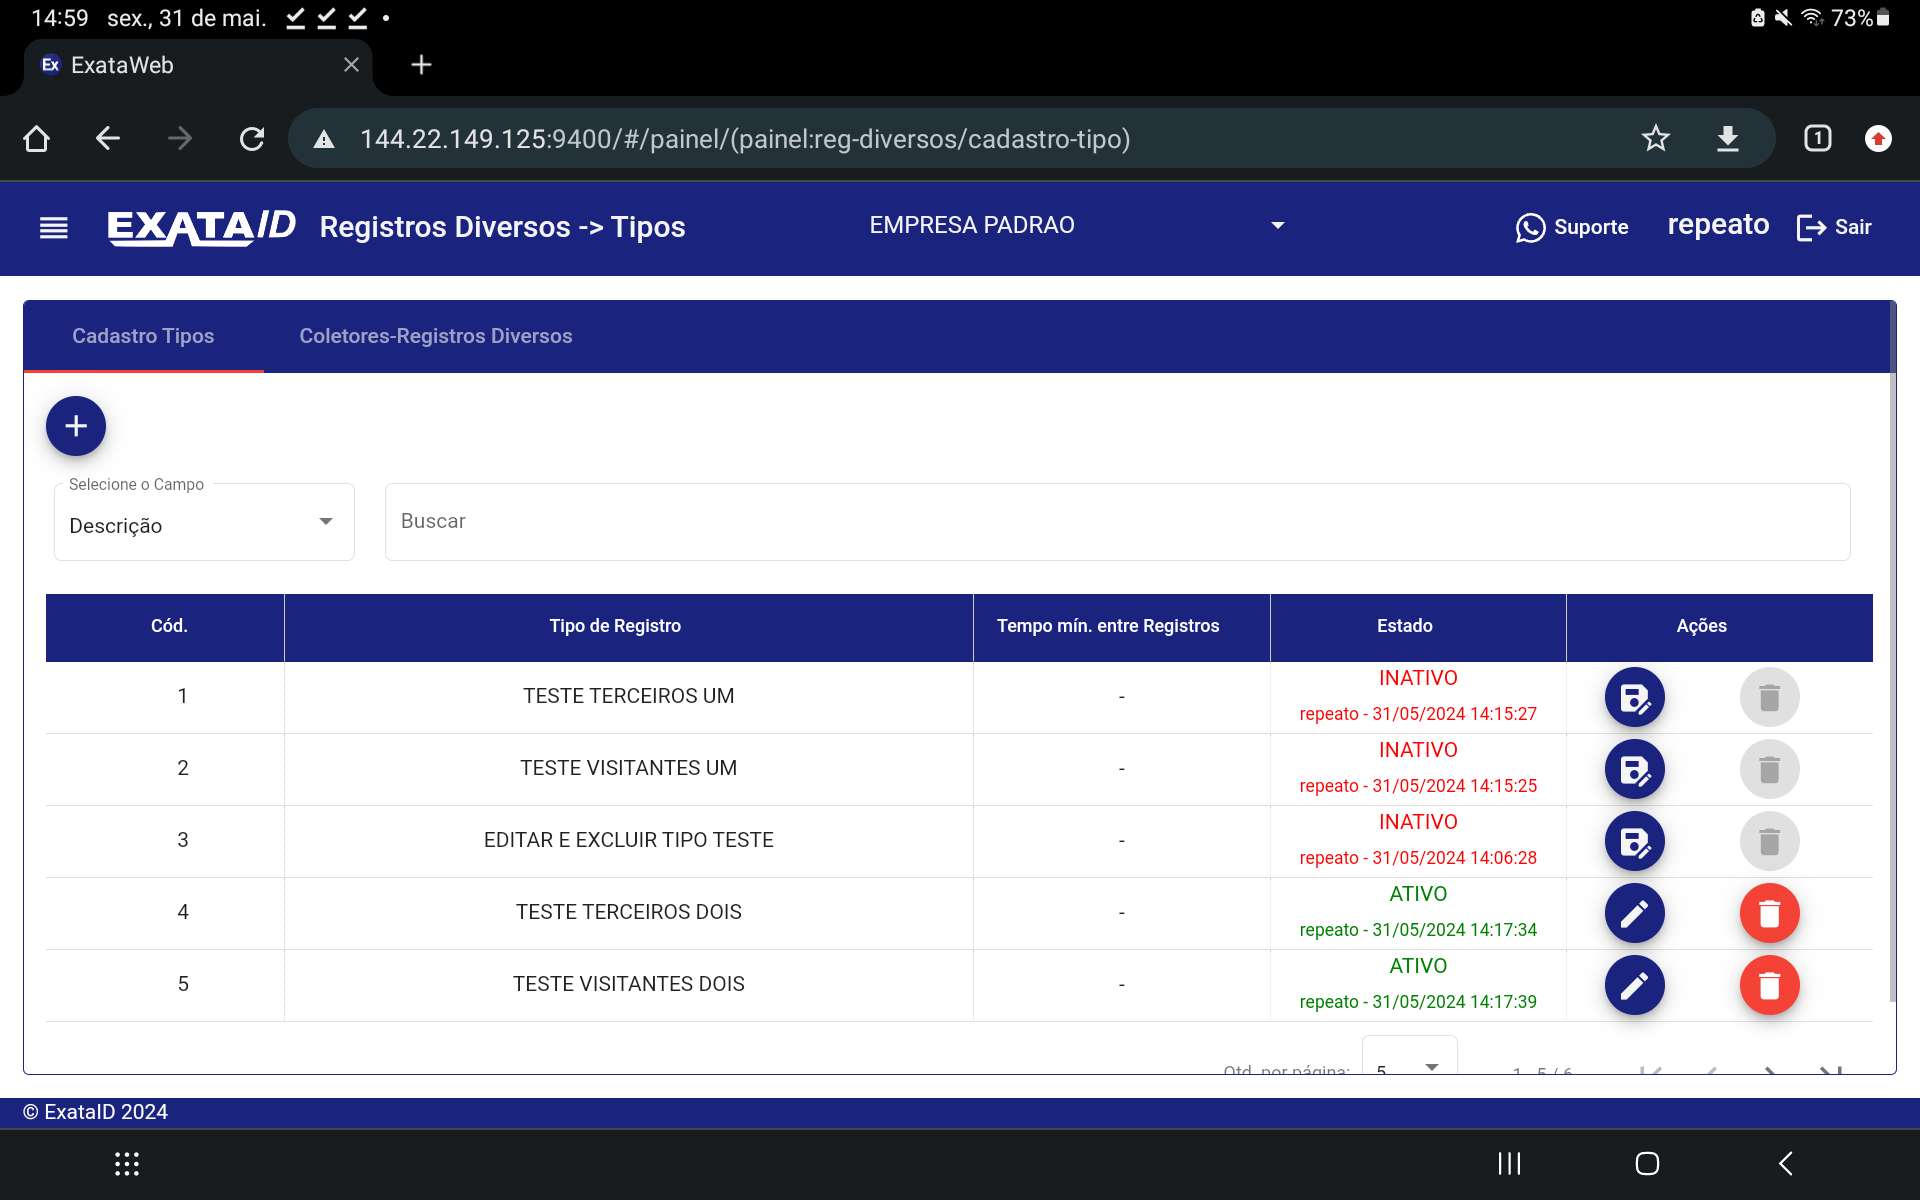 14:59 sex., 31 de mai. 73%
Ex ExataWeb
144.22.149.125:9400/#/painel/(painel:reg-diversos/cadastro-tipo) 1
EXATAID Registros Diversos -> Tipos EMPRESA PADRAO Suporte repeato Sair
Cadastro Tipos Coletores-Registros Diversos
Selecione o Campo
Descrição Buscar
Cód. Tipo de Registro Tempo mín. entre Registros Estado Ações
1 TESTE TERCEIROS UM - INATIVO
repeato - 31/05/2024 14:15:27
2 TESTE VISITANTES UM - INATIVO
repeato - 31/05/2024 14:15:25
3 EDITAR E EXCLUIR TIPO TESTE - INATIVO
repeato - 31/05/2024 14:06:28
4 TESTE TERCEIROS DOIS - ATIVO
repeato - 31/05/2024 14:17:34
5 TESTE VISITANTES DOIS - ATIVO
repeato - 31/05/2024 14:17:39
Qtd. por página: 5 1 - 5 / 6
© ExataID 2024